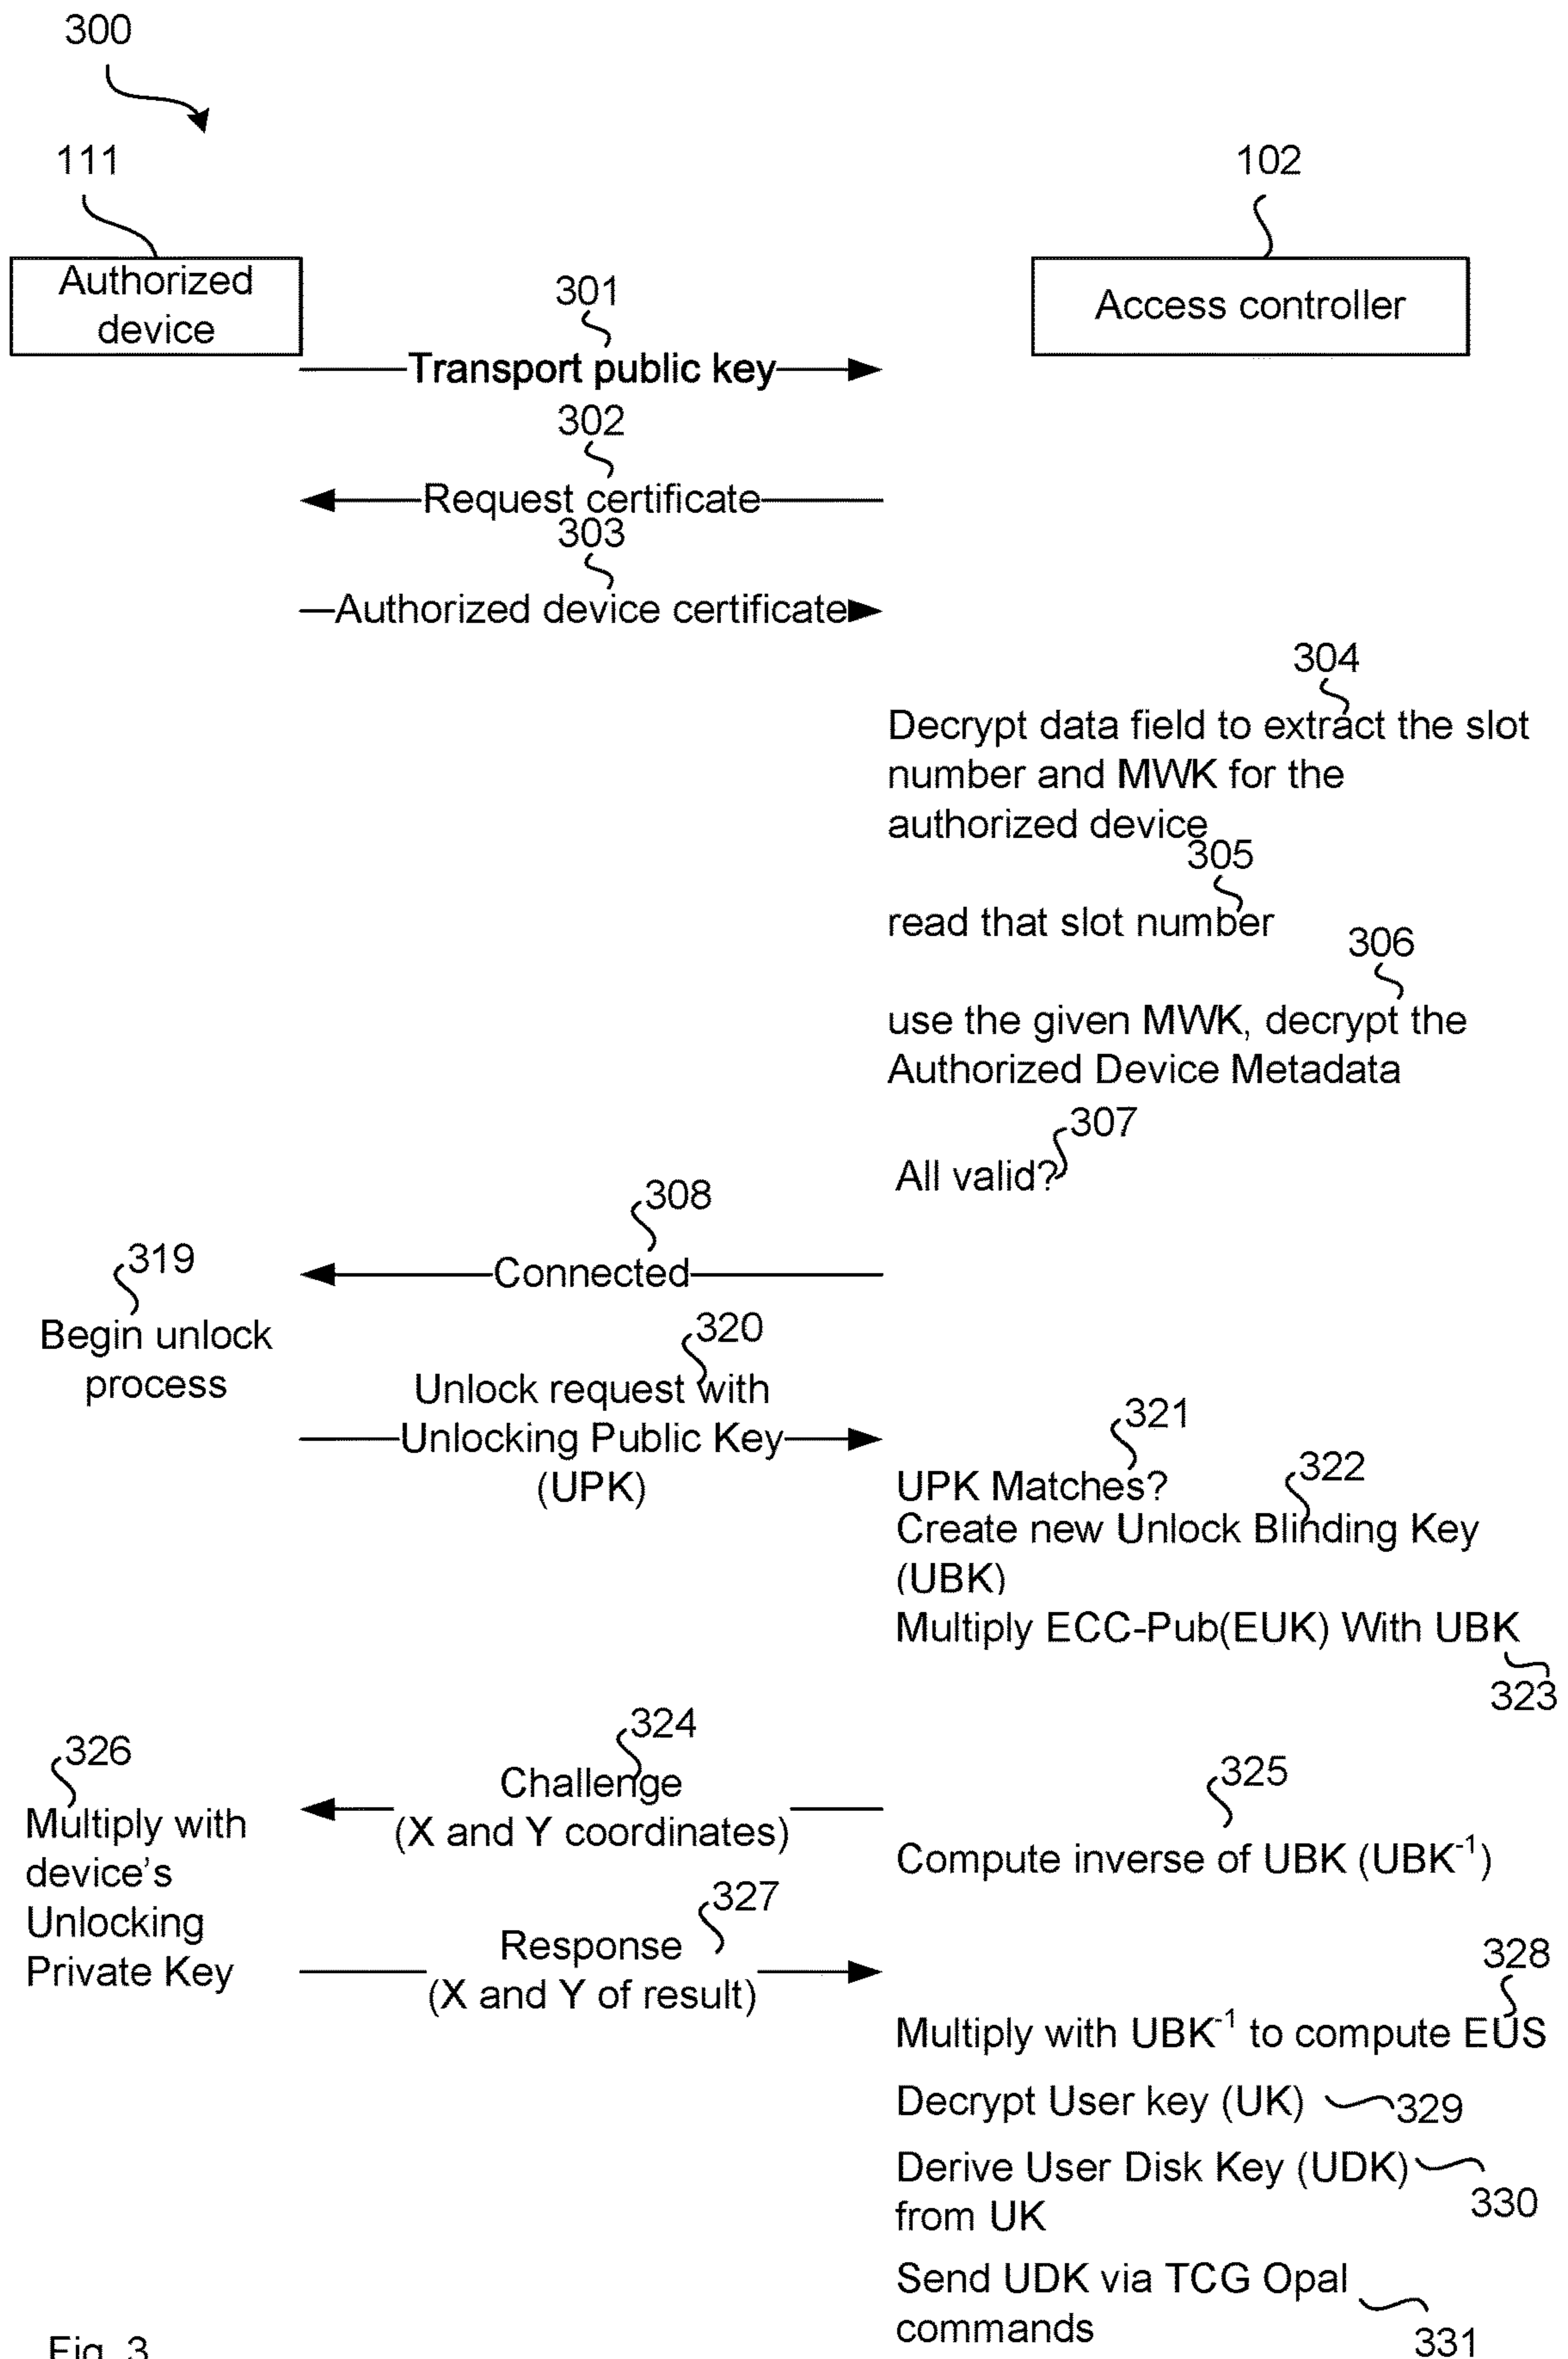 300
111
102
Authorized
device
Access controller
301
Transport public key
302
Request certificate
303
Authorized device certificate
304
Decrypt data field to extract the slot
number and MWK for the
authorized device
305
read that slot number
306
use the given MWK, decrypt the
Authorized Device Metadata
307
All valid?
308
Connected
319
Begin unlock
process
320
Unlock request with
Unlocking Public Key
(UPK)
321
UPK Matches?
322
Create new Unlock Blinding Key
(UBK)
Multiply ECC-Pub(EUK) With UBK
323
324
Challenge
(X and Y coordinates)
325
Compute inverse of UBK (UBK⁻¹)
326
Multiply with
device's
Unlocking
Private Key
327
Response
(X and Y of result)
328
Multiply with UBK⁻¹ to compute EUS
Decrypt User key (UK) 329
Derive User Disk Key (UDK)
from UK
330
Send UDK via TCG Opal
commands
331
Fig. 3